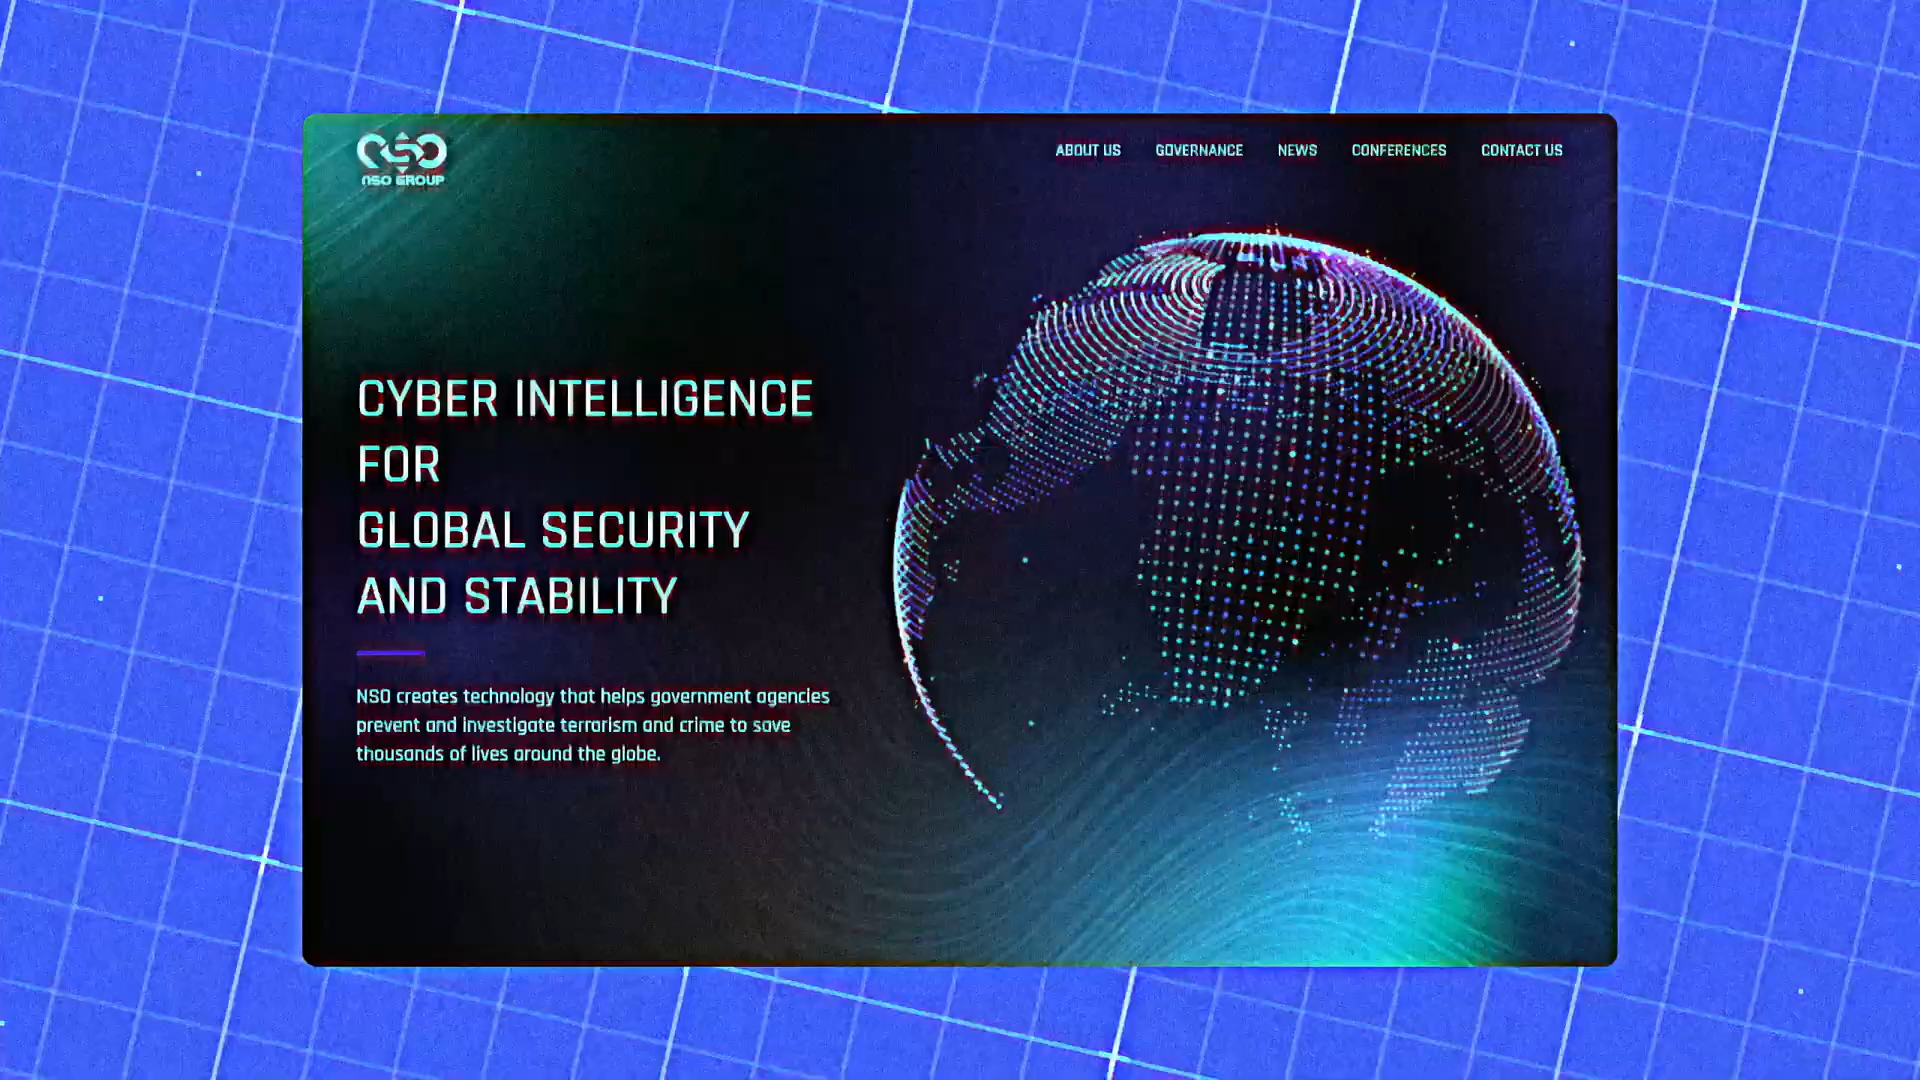 NSO GROUP
ABOUT US GOVERNANCE NEWS CONFERENCES CONTACT US
CYBER INTELLIGENCE
FOR
GLOBAL SECURITY
AND STABILITY
NSO creates technology that helps government agencies
prevent and investigate terrorism and crime to save
thousands of lives around the globe.